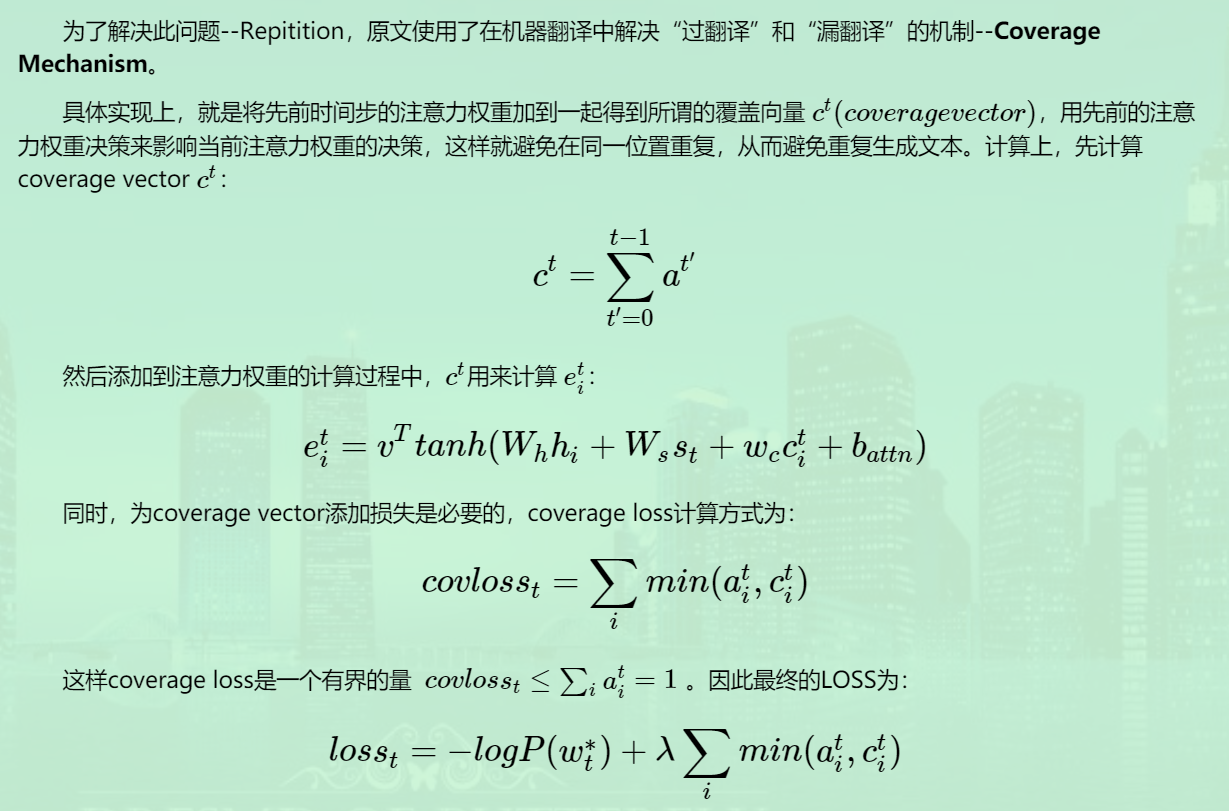 为了解决此问题--Repitition，原文使用了在机器翻译中解决“过翻译”和“漏翻译”的机制--Coverage
Mechanism。
具体实现上，就是将先前时间步的注意力权重加到一起得到所谓的覆盖向量 c^t(coveragevector)，用先前的注意
力权重决策来影响当前注意力权重的决策，这样就避免在同一位置重复，从而避免重复生成文本。计算上，先计算
coverage vector c^t：
c^t = \sum_{t'=0}^{t-1} a^{t'}
然后添加到注意力权重的计算过程中，c^t用来计算 e_i^t：
e_i^t = v^T tanh(W_h h_i + W_s s_t + w_c c_i^t + b_{attn})
同时，为coverage vector添加损失是必要的，coverage loss计算方式为：
covloss_t = \sum_i min(a_i^t, c_i^t)
这样coverage loss是一个有界的量 covloss_t ≤ \sum_i a_i^t = 1 。因此最终的LOSS为：
loss_t = -logP(w_t^*) + λ \sum_i min(a_i^t, c_i^t)